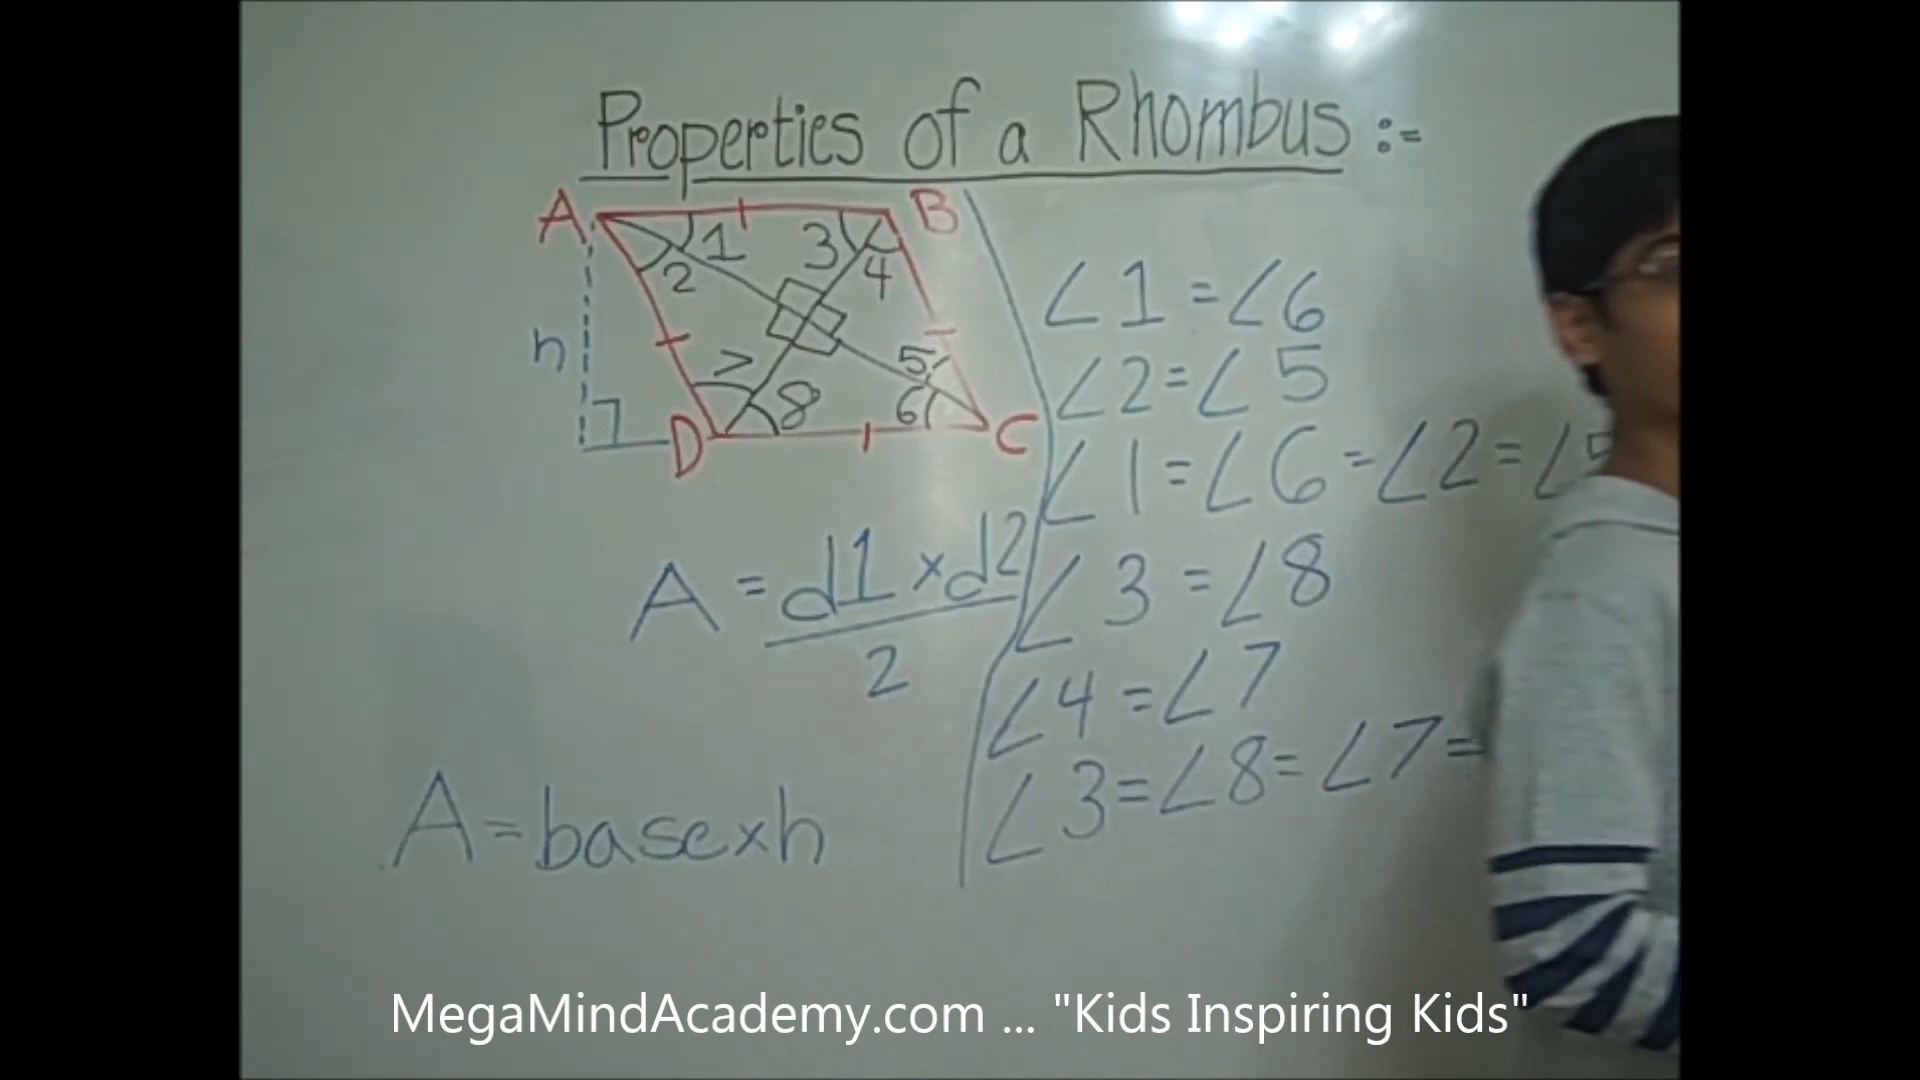 Properties of a Rhombus :-
A B
1 3
2 4
h
7 5
8 6
D C
∠1 = ∠6
∠2 = ∠5
∠1 = ∠6 = ∠2 = ∠5
A = d1 x d2
2
∠3 = ∠8
∠4 = ∠7
∠3 = ∠8 = ∠7 =
A = base x h
MegaMindAcademy.com ... "Kids Inspiring Kids"